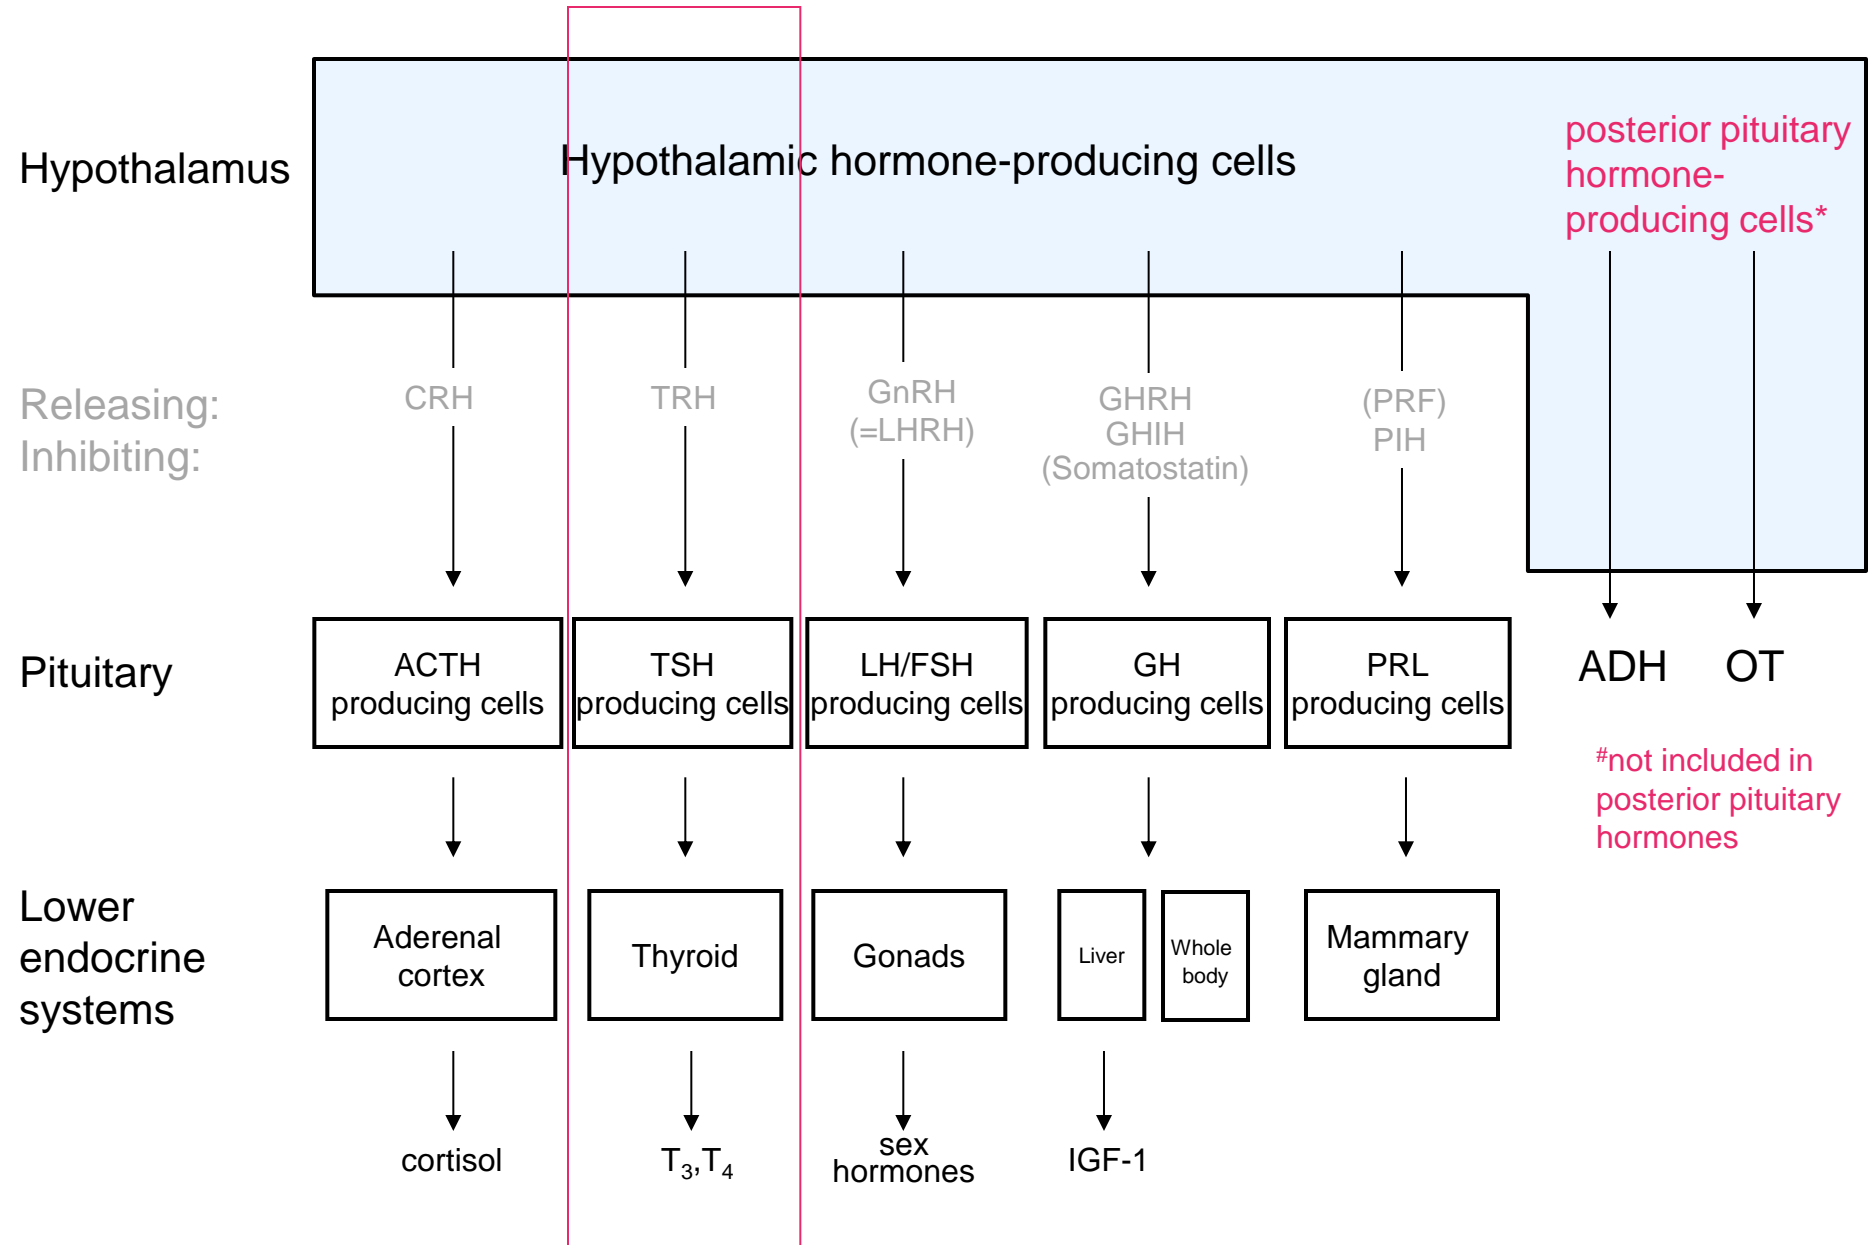 Hypothalamus
Hypothalamic hormone-producing cells
posterior pituitary
hormone-
producing cells*
Releasing:
Inhibiting:
CRH
TRH
GnRH
(=LHRH)
GHRH
GHIH
(Somatostatin)
(PRF)
PIH
Pituitary
ACTH
producing cells
TSH
producing cells
LH/FSH
producing cells
GH
producing cells
PRL
producing cells
ADH
OT
#not included in
posterior pituitary
hormones
Lower
endocrine
systems
Aderenal
cortex
Thyroid
Gonads
Liver
Whole
body
Mammary
gland
cortisol
T3,T4
sex
hormones
IGF-1